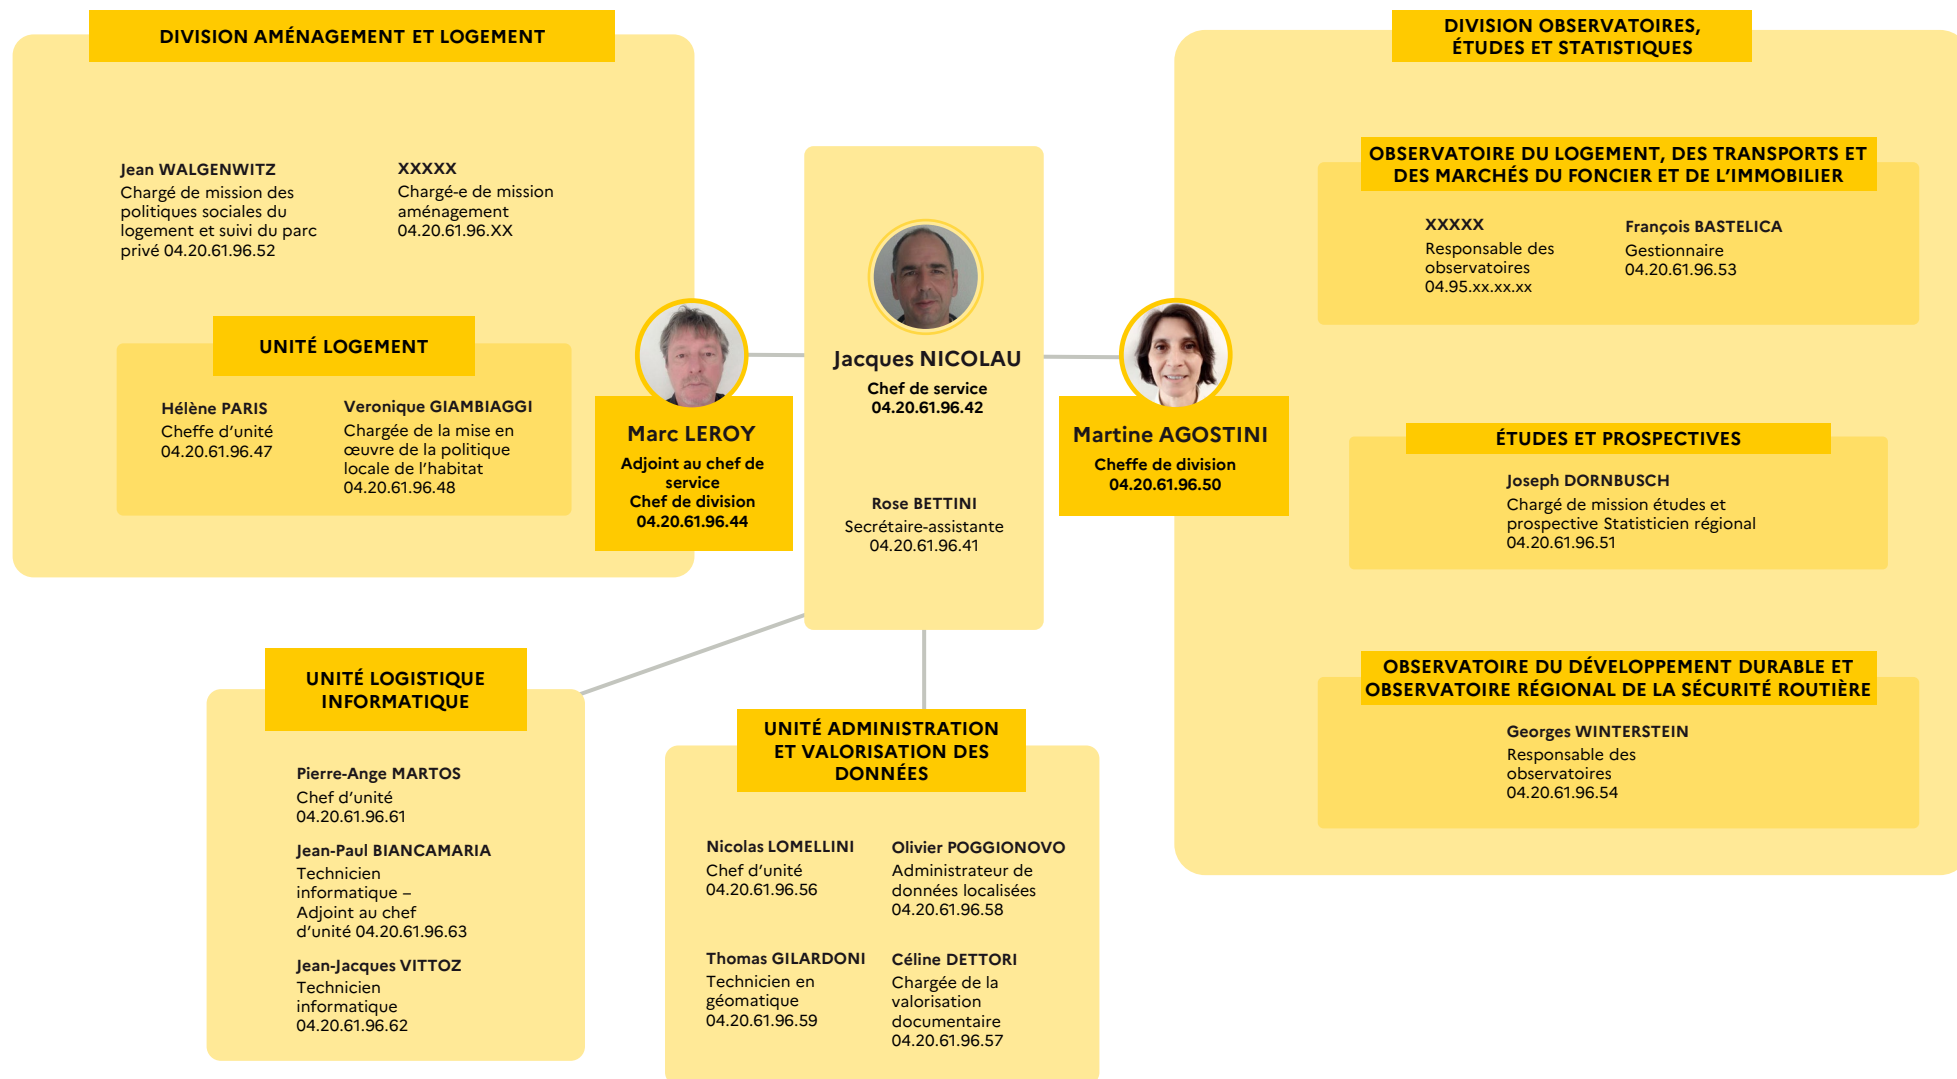 DIVISION AMÉNAGEMENT ET LOGEMENT
Jean WALGENWITZ
Chargé de mission des
politiques sociales du
logement et suivi du parc
privé 04.20.61.96.52
XXXXX
Chargé-e de mission
aménagement
04.20.61.96.XX
UNITÉ LOGEMENT
Hélène PARIS
Cheffe d'unité
04.20.61.96.47
Veronique GIAMBIAGGI
Chargée de la mise en
œuvre de la politique
locale de l'habitat
04.20.61.96.48
Marc LEROY
Adjoint au chef de
service
Chef de division
04.20.61.96.44
Jacques NICOLAU
Chef de service
04.20.61.96.42
Rose BETTINI
Secrétaire-assistante
04.20.61.96.41
Martine AGOSTINI
Cheffe de division
04.20.61.96.50
DIVISION OBSERVATOIRES,
ÉTUDES ET STATISTIQUES
OBSERVATOIRE DU LOGEMENT, DES TRANSPORTS ET
DES MARCHÉS DU FONCIER ET DE L'IMMOBILIER
XXXXX
Responsable des
observatoires
04.95.xx.xx.xx
François BASTELICA
Gestionnaire
04.20.61.96.53
ÉTUDES ET PROSPECTIVES
Joseph DORNBUSCH
Chargé de mission études et
prospective Statisticien régional
04.20.61.96.51
OBSERVATOIRE DU DÉVELOPPEMENT DURABLE ET
OBSERVATOIRE RÉGIONAL DE LA SÉCURITÉ ROUTIÈRE
Georges WINTERSTEIN
Responsable des
observatoires
04.20.61.96.54
UNITÉ LOGISTIQUE
INFORMATIQUE
Pierre-Ange MARTOS
Chef d'unité
04.20.61.96.61
Jean-Paul BIANCAMARIA
Technicien
informatique –
Adjoint au chef
d'unité 04.20.61.96.63
Jean-Jacques VITTOZ
Technicien
informatique
04.20.61.96.62
UNITÉ ADMINISTRATION
ET VALORISATION DES
DONNÉES
Nicolas LOMELLINI
Chef d'unité
04.20.61.96.56
Olivier POGGIONOVO
Administrateur de
données localisées
04.20.61.96.58
Thomas GILARDONI
Technicien en
géomatique
04.20.61.96.59
Céline DETTORI
Chargée de la
valorisation
documentaire
04.20.61.96.57